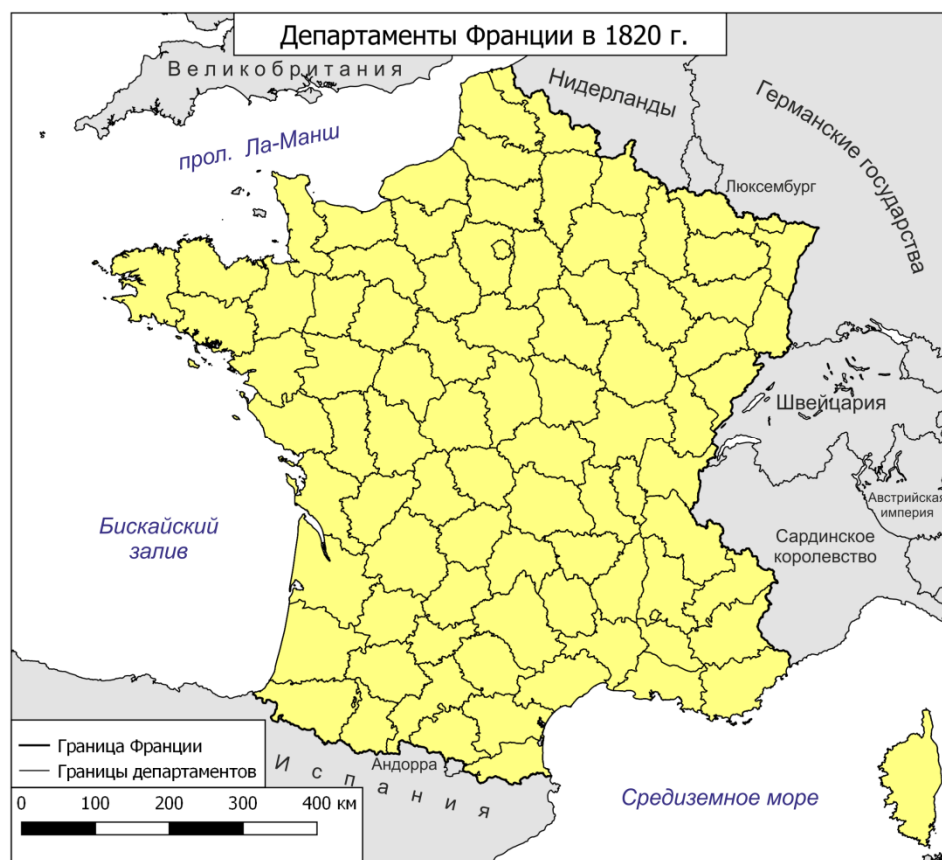 Департаменты Франции в 1820 г.
Великобритания
Нидерланды
Германские государства
прол. Ла-Манш
Люксембург
Швейцария
Австрийская
империя
Бискайский
залив
Сардинское
королевство
Граница Франции
Границы департаментов
Андорра
Испания
0 100 200 300 400 км
Средиземное море